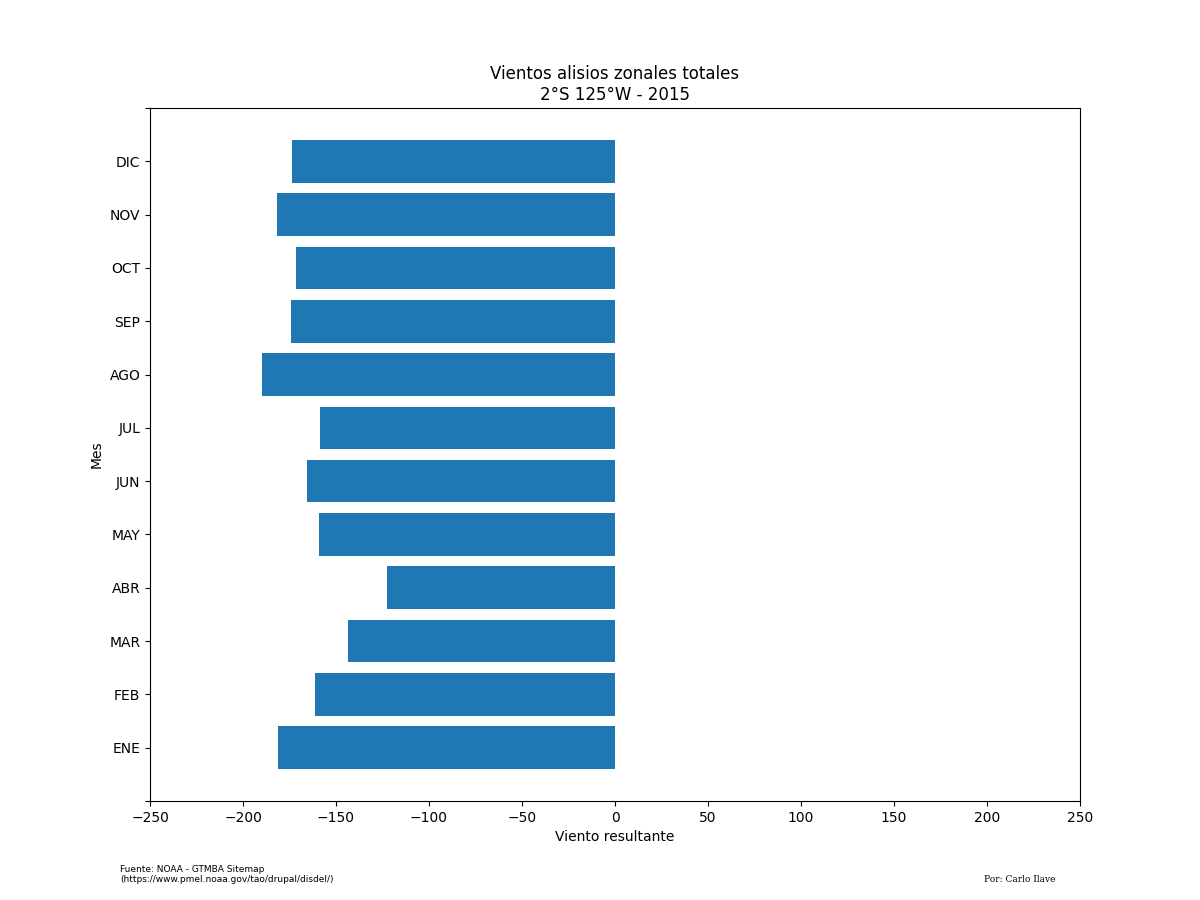 Vientos alisios zonales totales
2°S 125°W - 2015
DIC
NOV
OCT
SEP
AGO
JUL
JUN
MAY
ABR
MAR
FEB
ENE
Mes
−250 −200 −150 −100 −50 0 50 100 150 200 250
Viento resultante
Fuente: NOAA - GTMBA Sitemap
(https://www.pmel.noaa.gov/tao/drupal/disdel/)
Por: Carlo Ilave